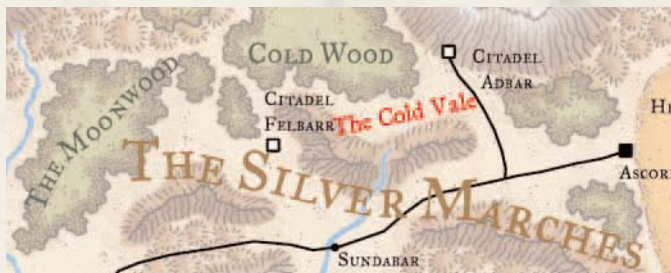 COLD WOOD
CITADEL
ADBAR
THE MOONWOOD
CITADEL
FELBARR
The Cold Vale
THE SILVER MARCHES
SUNDABAR